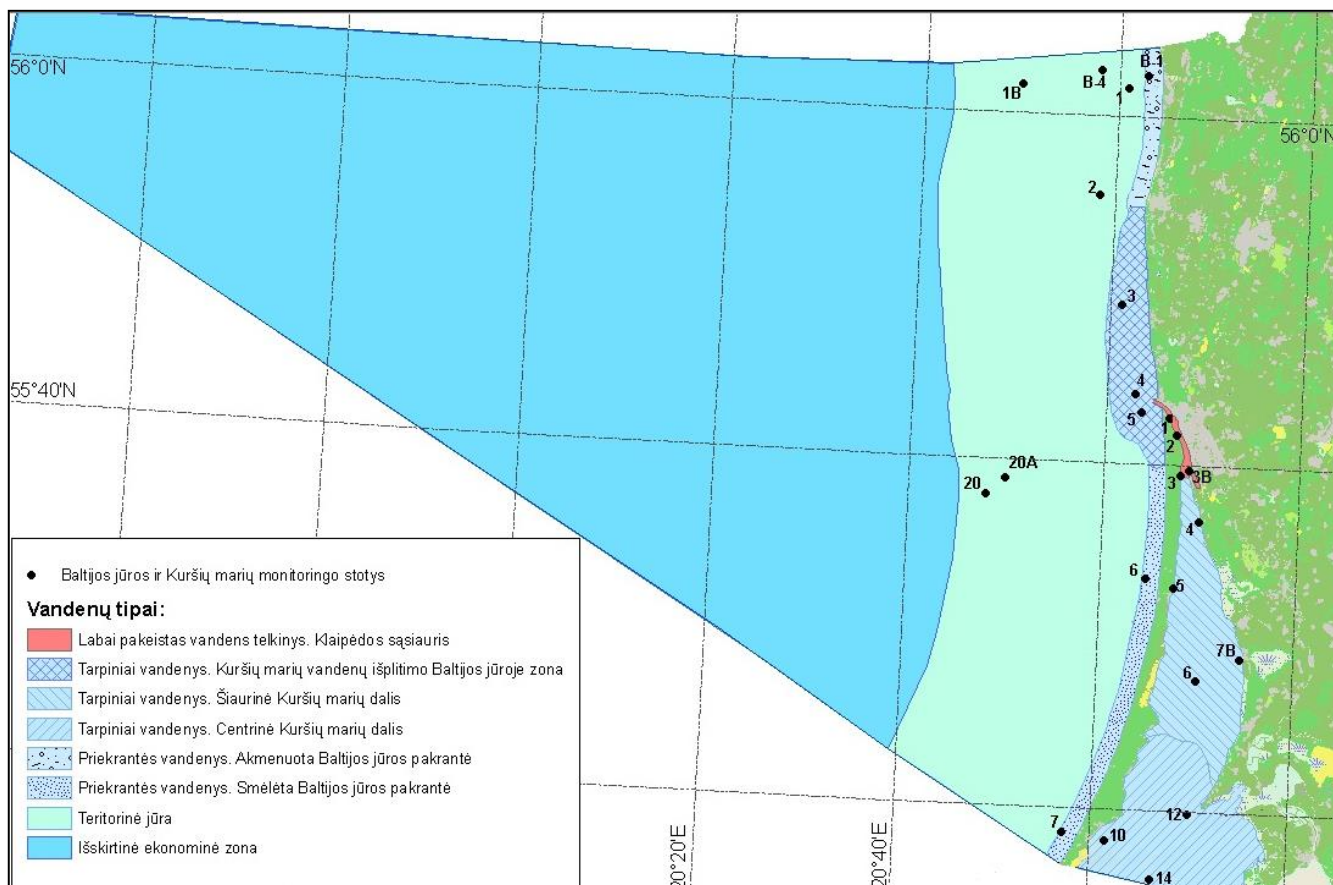 56°0'N
1B
B-4
B-1
1
56°0'N
2
3
55°40'N
4
5
1
2
20A
20
3
3B
4
6
5
7B
6
12
7
10
14
20°20'E
20°40'E
Baltijos jūros ir Kuršių marių monitoringo stotys
Vandenų tipai:
Labai pakeistas vandens telkinys. Klaipėdos sąsiauris
Tarpiniai vandenys. Kuršių marių vandenų išplitimo Baltijos jūroje zona
Tarpiniai vandenys. Šiaurinė Kuršių marių dalis
Tarpiniai vandenys. Centrinė Kuršių marių dalis
Priekrantės vandenys. Akmenuota Baltijos jūros pakrantė
Priekrantės vandenys. Smėlėta Baltijos jūros pakrantė
Teritorinė jūra
Išskirtinė ekonominė zona